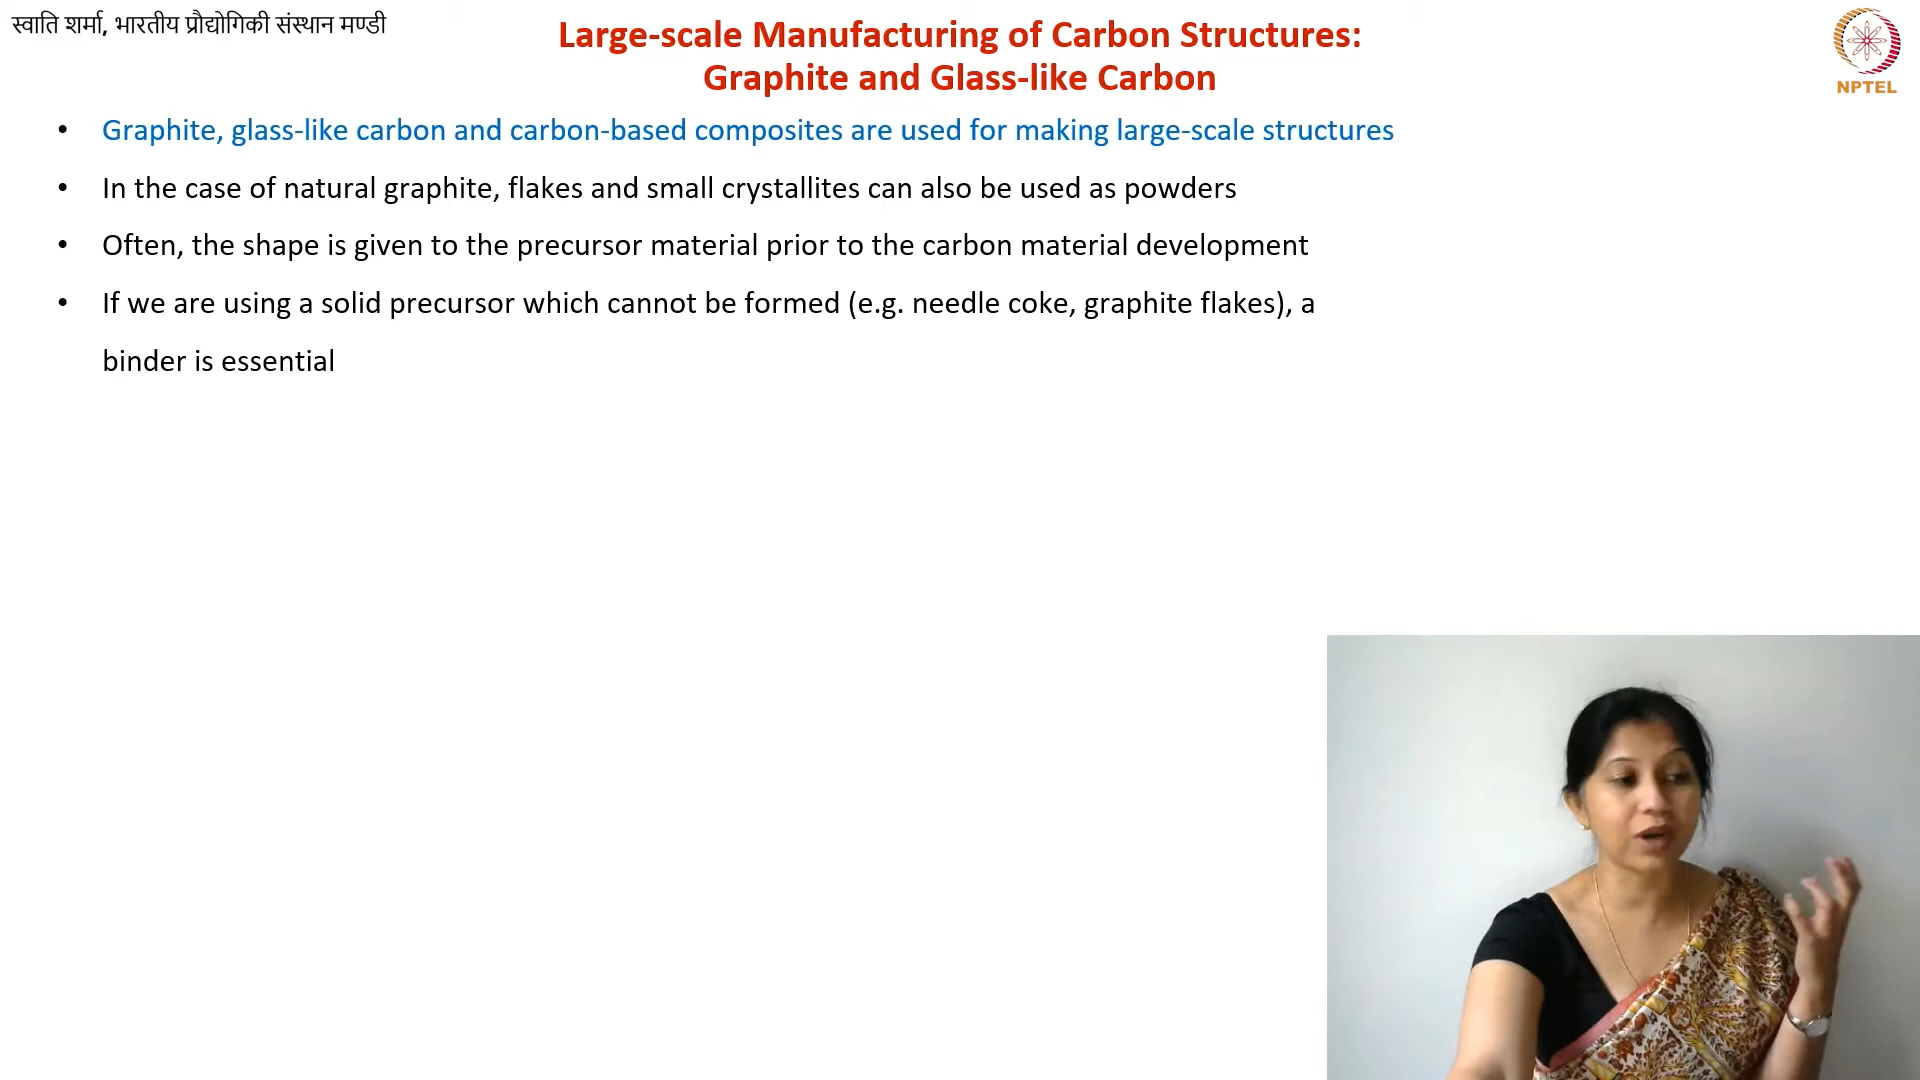 स्वाति शर्मा, भारतीय प्रौद्योगिकी संस्थान मण्डी
Large-scale Manufacturing of Carbon Structures:
Graphite and Glass-like Carbon
NPTEL
• Graphite, glass-like carbon and carbon-based composites are used for making large-scale structures
• In the case of natural graphite, flakes and small crystallites can also be used as powders
• Often, the shape is given to the precursor material prior to the carbon material development
• If we are using a solid precursor which cannot be formed (e.g. needle coke, graphite flakes), a
binder is essential